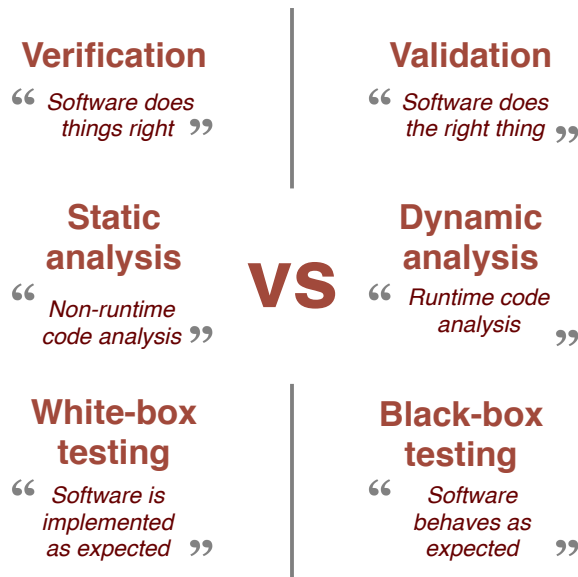 Verification
“ Software does
things right ”
Validation
“ Software does
the right thing ”
Static
analysis
“ Non-runtime
code analysis ”
vs
Dynamic
analysis
“ Runtime code
analysis ”
White-box
testing
“ Software is
implemented
as expected ”
Black-box
testing
“ Software
behaves as
expected ”